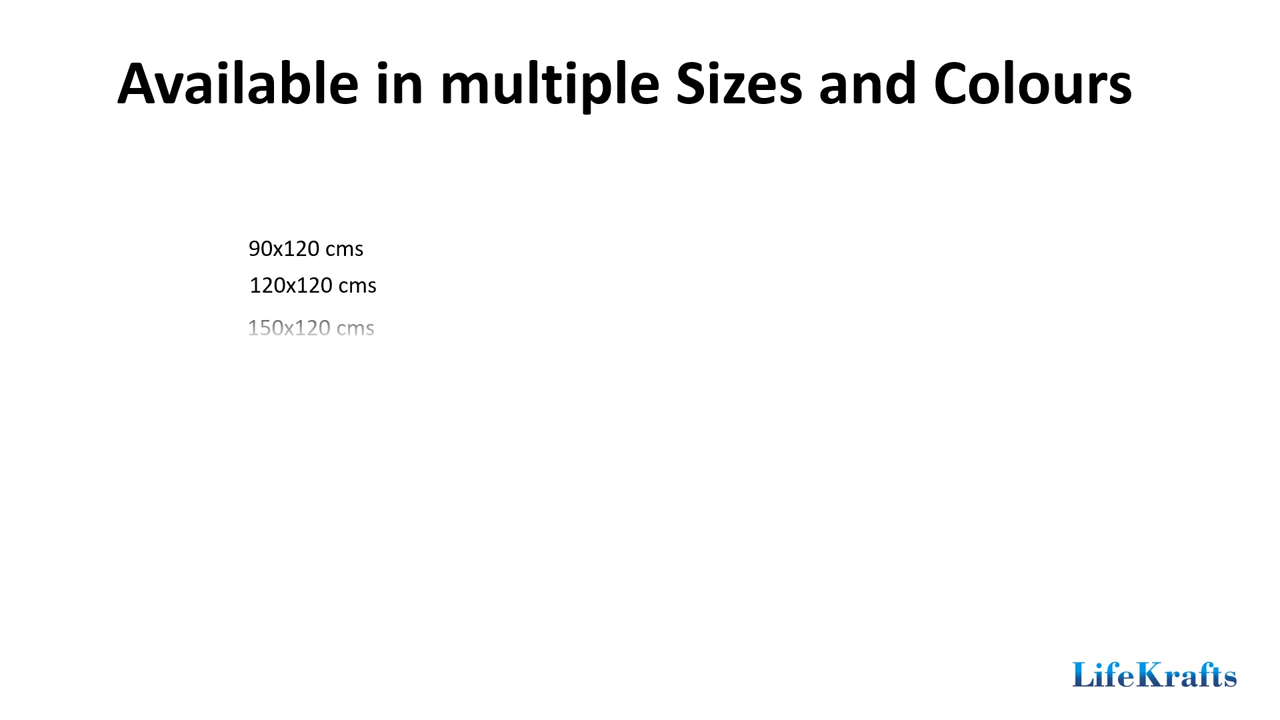 Available in multiple Sizes and Colours
90x120 cms
120x120 cms
150x120 cms
LifeKrafts